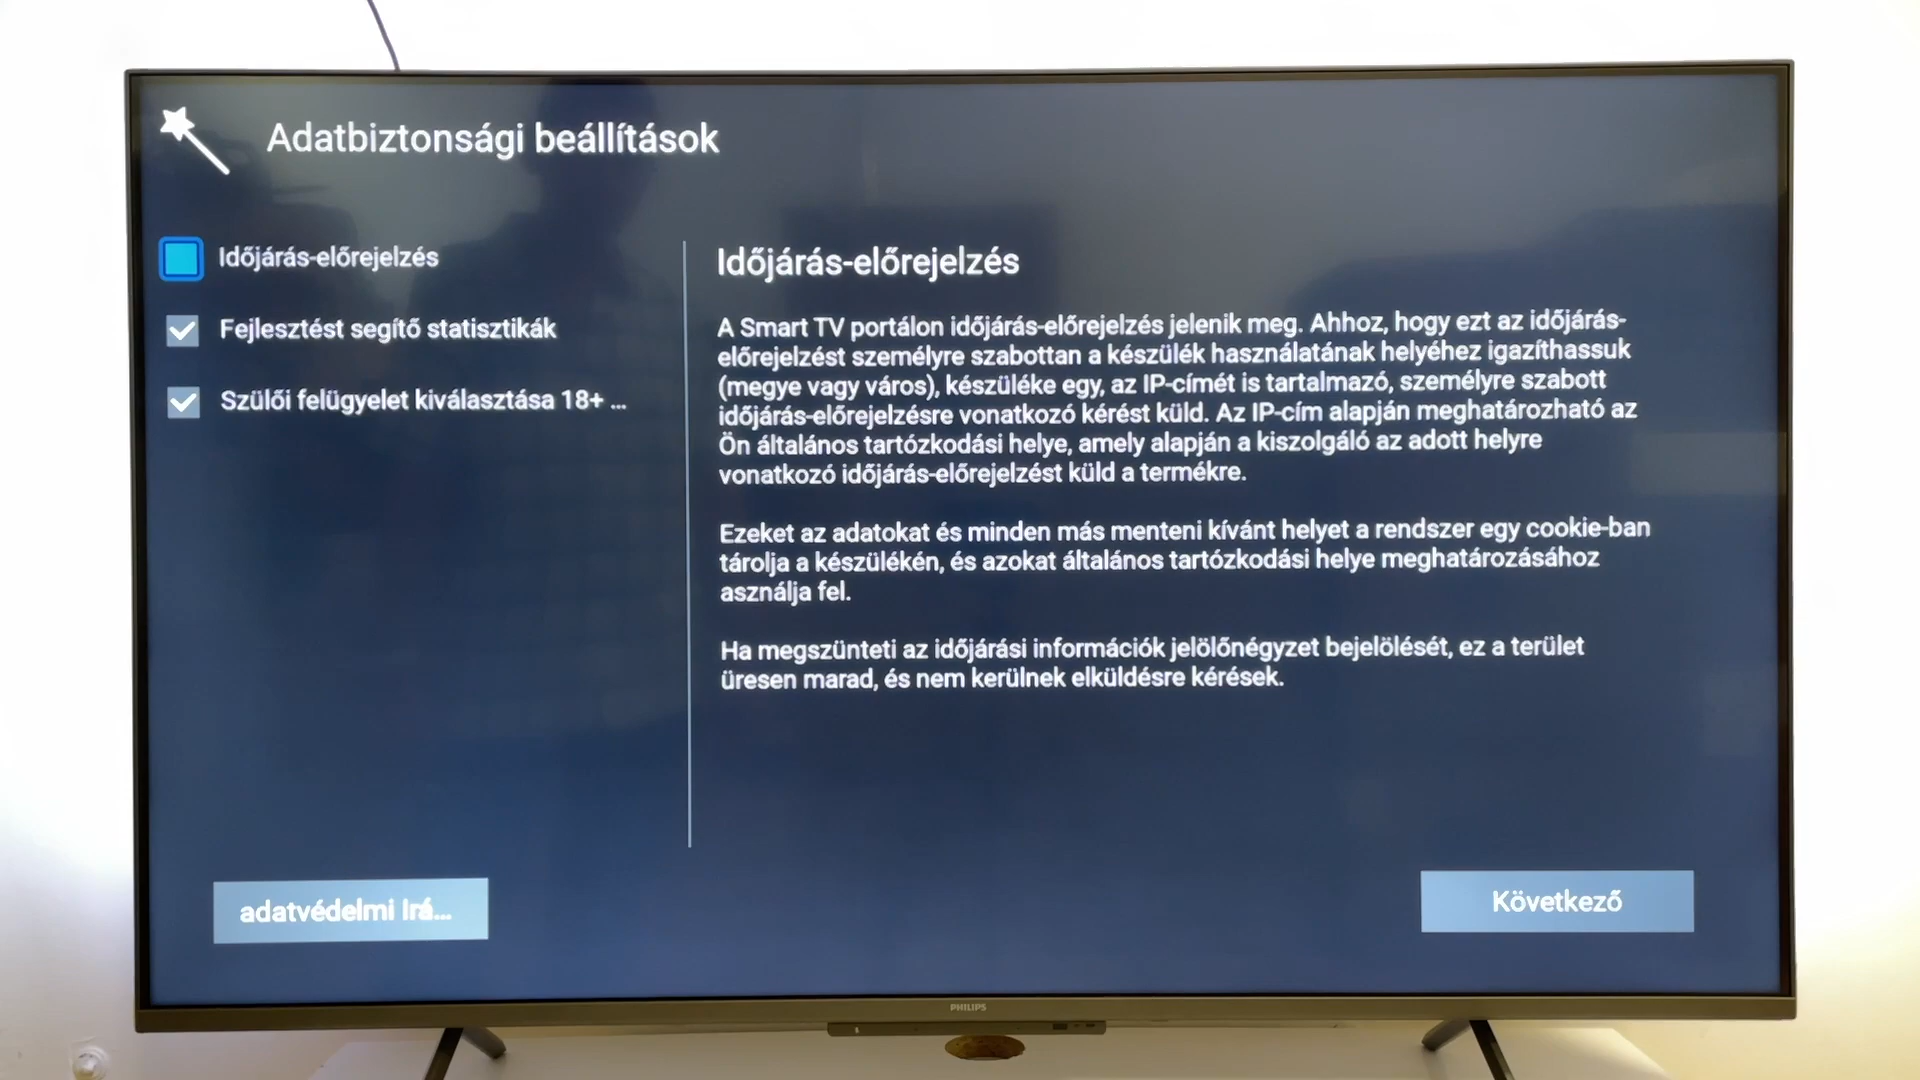 Adatbiztonsági beállítások
Időjárás-előrejelzés
Fejlesztést segítő statisztikák
Szülői felügyelet kiválasztása 18+ ...
Időjárás-előrejelzés
A Smart TV portálon időjárás-előrejelzés jelenik meg. Ahhoz, hogy ezt az időjárás-
előrejelzést személyre szabottan a készülék használatának helyéhez igazíthassuk
(megye vagy város), készüléke egy, az IP-címét is tartalmazó, személyre szabott
időjárás-előrejelzésre vonatkozó kérést küld. Az IP-cím alapján meghatározható az
Ön általános tartózkodási helye, amely alapján a kiszolgáló az adott helyre
vonatkozó időjárás-előrejelzést küld a termékre.
Ezeket az adatokat és minden más menteni kívánt helyet a rendszer egy cookie-ban
tárolja a készülékén, és azokat általános tartózkodási helye meghatározásához
asználja fel.
Ha megszünteti az időjárási információk jelölőnégyzet bejelölését, ez a terület
üresen marad, és nem kerülnek elküldésre kérések.
adatvédelmi Irá...
Következő
PHILIPS